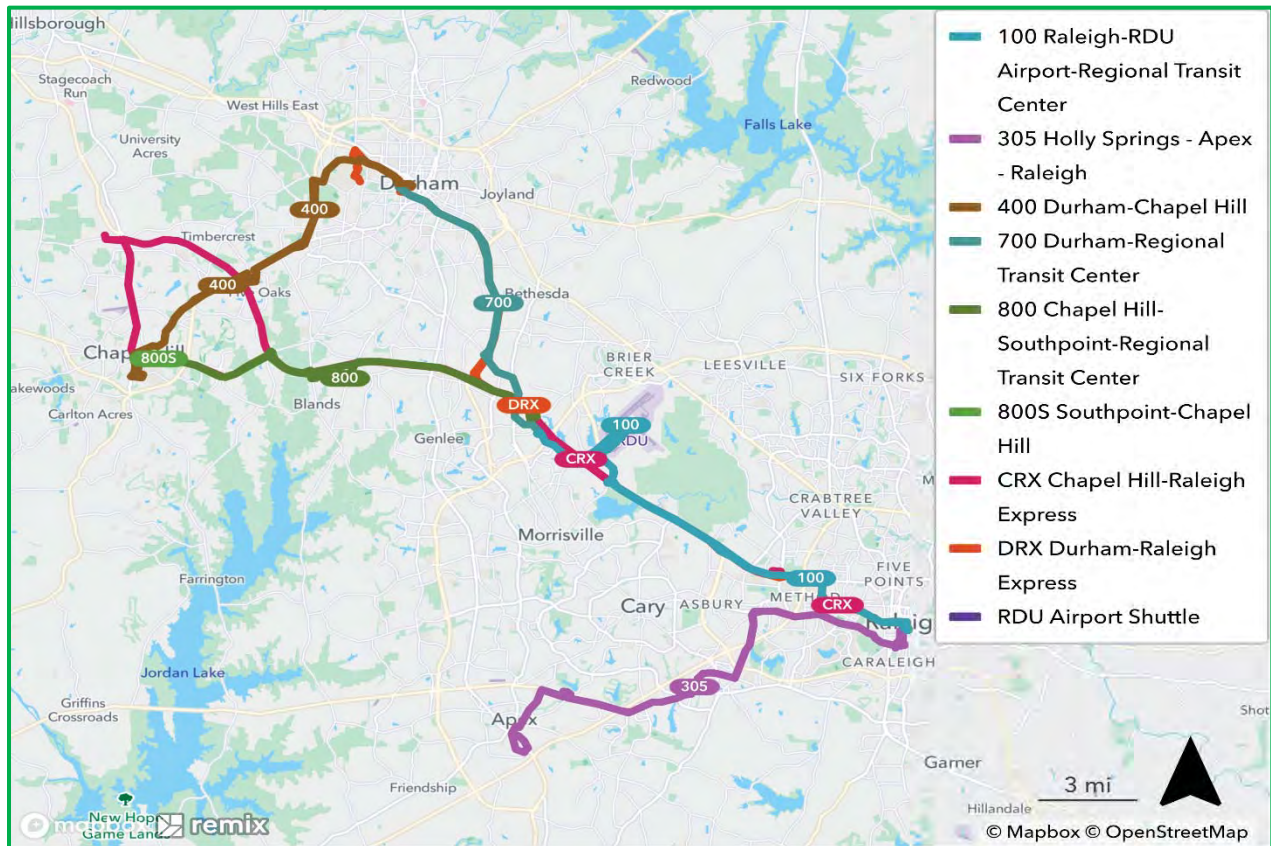 Hillsborough
Stagecoach
Run
University
Acres
West Hills East
Redwood
Falls Lake
Durham
Joyland
400
Timbercrest
400
Oaks
Bethesda
700
Chapel Hill
800S
800
Carlton Acres
Blands
Genlee
BRIER
CREEK
LEESVILLE
SIX FORKS
DRX
100
RDU
CRX
CRABTREE
VALLEY
Morrisville
FIVE
POINTS
100
METHOD
CRX
Farrington
Cary
ASBURY
Raleigh
CARALEIGH
Jordan Lake
305
Griffins
Crossroads
Apex
Friendship
Garner
Hillandale
Shot
New Hope
Game Lands
mapbox remix
100 Raleigh-RDU
Airport-Regional Transit
Center
305 Holly Springs - Apex
- Raleigh
400 Durham-Chapel Hill
700 Durham-Regional
Transit Center
800 Chapel Hill-
Southpoint-Regional
Transit Center
800S Southpoint-Chapel
Hill
CRX Chapel Hill-Raleigh
Express
DRX Durham-Raleigh
Express
RDU Airport Shuttle
3 mi
© Mapbox © OpenStreetMap